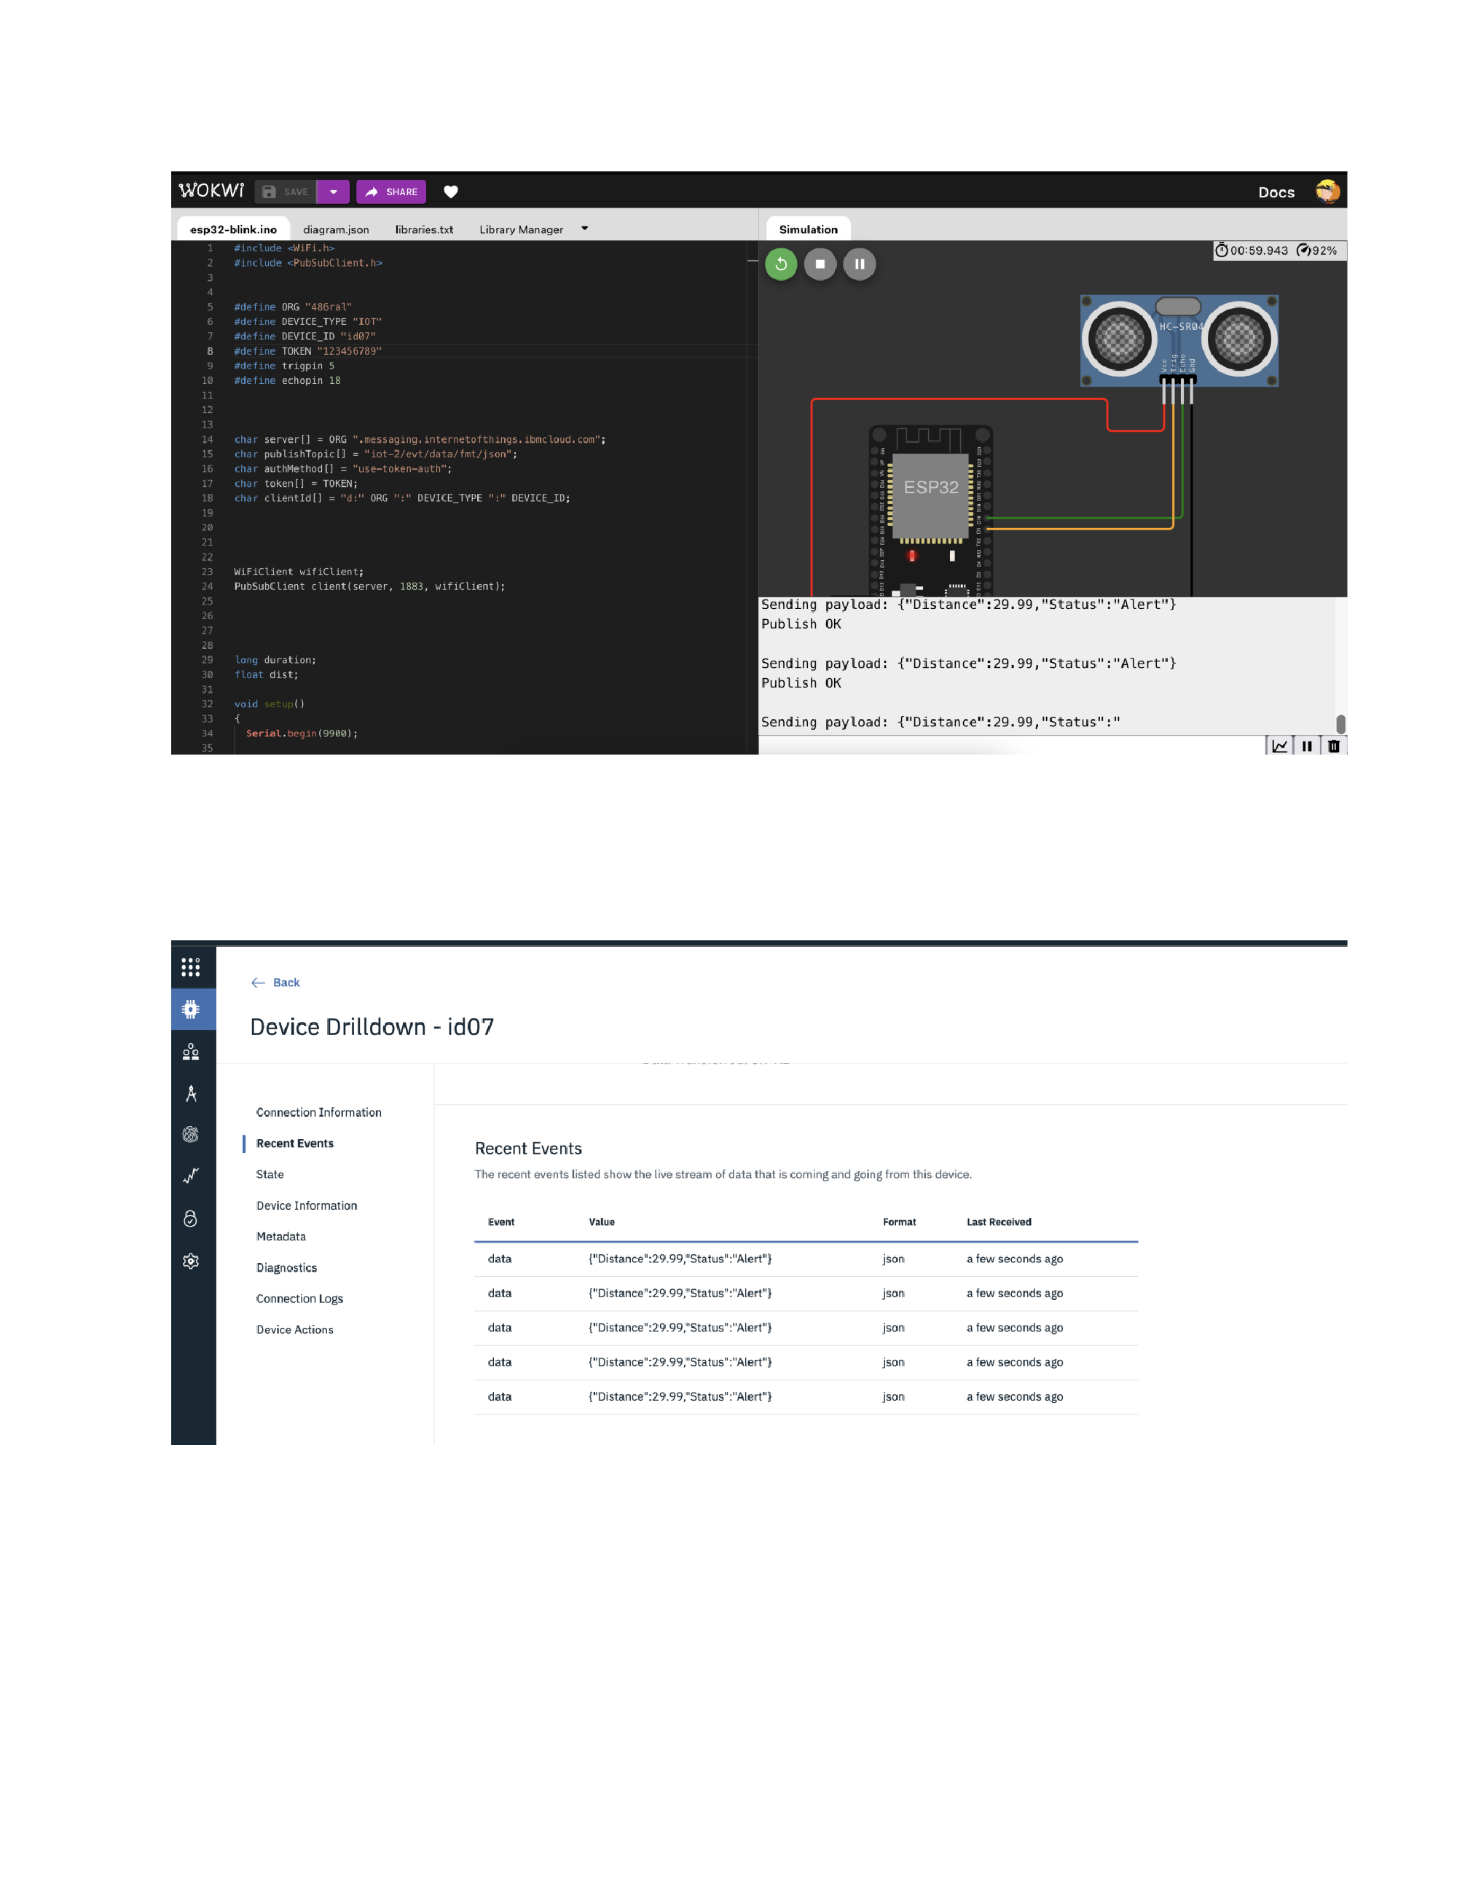 WOKWI
SAVE
SHARE
Docs
esp32-blink.ino
diagram.json
libraries.txt
Library Manager
Simulation
1 #include <WiFi.h>
2 #include <PubSubClient.h>
3
4
5 #define ORG "486ral"
6 #define DEVICE_TYPE "IOT"
7 #define DEVICE_ID "id07"
8 #define TOKEN "123456789"
9 #define trigpin 5
10 #define echopin 18
11
12
13
14 char server[] = ORG ".messaging.internetofthings.ibmcloud.com";
15 char publishTopic[] = "iot-2/evt/data/fmt/json";
16 char authMethod[] = "use-token-auth";
17 char token[] = TOKEN;
18 char clientId[] = "d:" ORG ":" DEVICE_TYPE ":" DEVICE_ID;
19
20
21
22
23 WiFiClient wifiClient;
24 PubSubClient client(server, 1883, wifiClient);
25
26
27
28
29 long duration;
30 float dist;
31
32 void setup()
33 {
34 Serial.begin(9900);
35
00:59.943 92%
HC-SR04
Vcc
Trig
Echo
Gnd
ESP32
Sending payload: {"Distance":29.99,"Status":"Alert"}
Publish OK
Sending payload: {"Distance":29.99,"Status":"Alert"}
Publish OK
Sending payload: {"Distance":29.99,"Status":"
Back
Device Drilldown - id07
Connection Information
Recent Events
State
Device Information
Metadata
Diagnostics
Connection Logs
Device Actions
Recent Events
The recent events listed show the live stream of data that is coming and going from this device.
Event Value Format Last Received
data {"Distance":29.99,"Status":"Alert"} json a few seconds ago
data {"Distance":29.99,"Status":"Alert"} json a few seconds ago
data {"Distance":29.99,"Status":"Alert"} json a few seconds ago
data {"Distance":29.99,"Status":"Alert"} json a few seconds ago
data {"Distance":29.99,"Status":"Alert"} json a few seconds ago